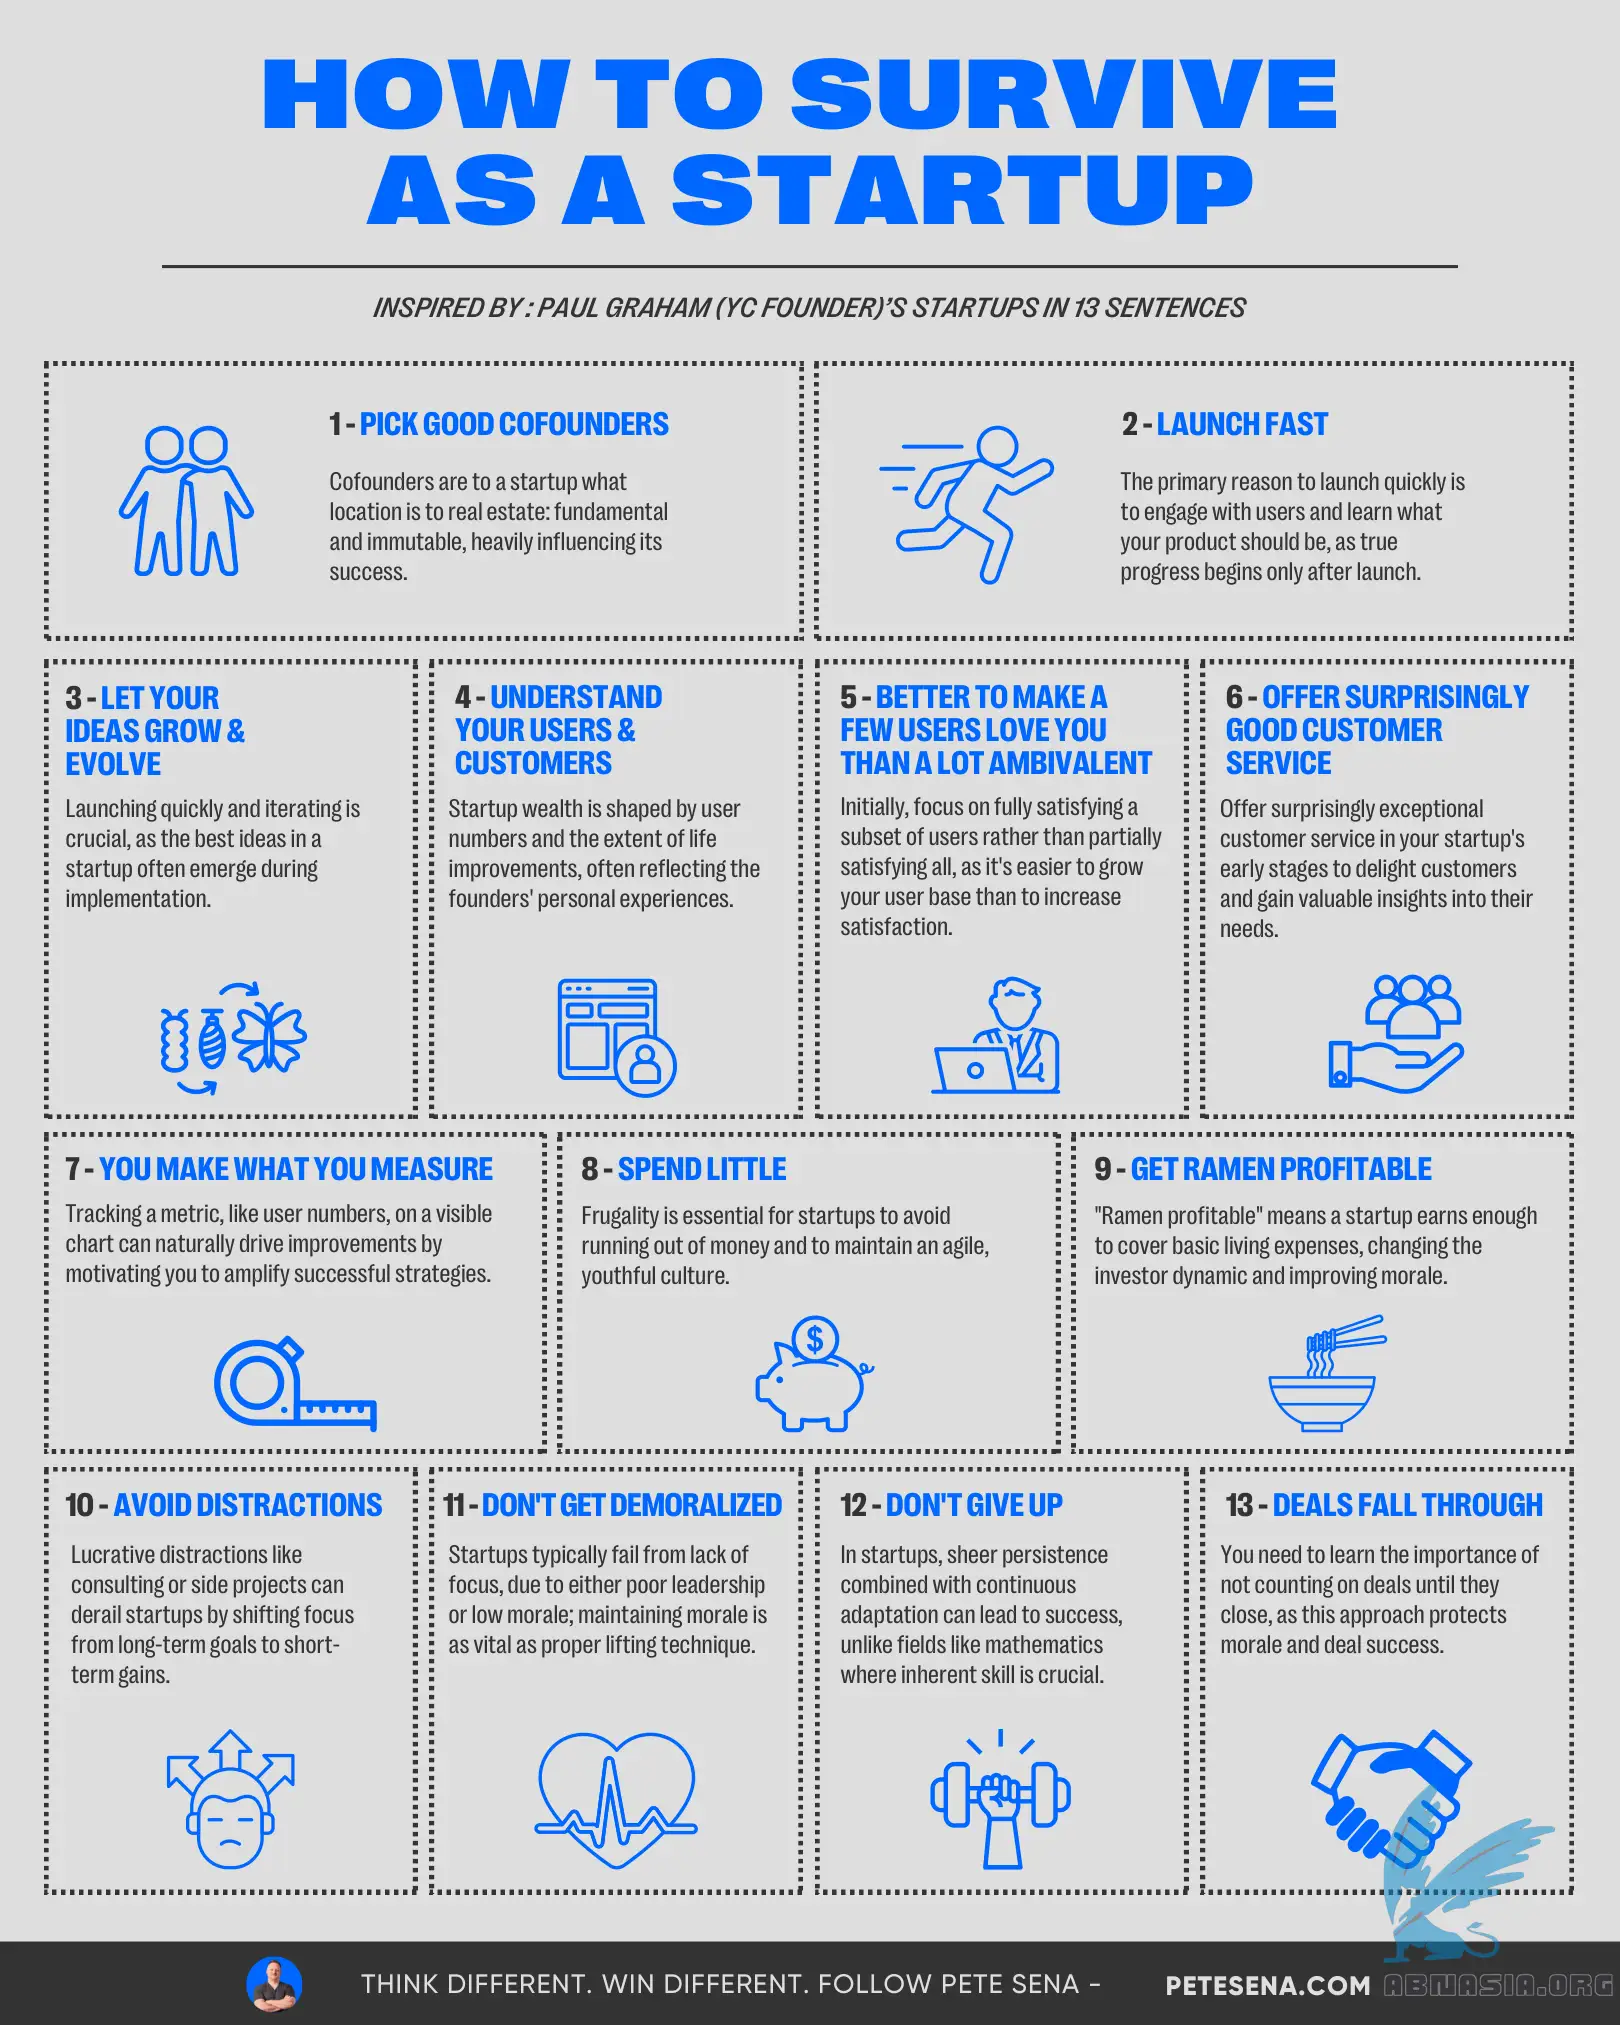 HOW TO SURVIVE
AS A STARTUP
INSPIRED BY : PAUL GRAHAM (YC FOUNDER)'S STARTUPS IN 13 SENTENCES
1 - PICK GOOD COFOUNDERS
Cofounders are to a startup what
location is to real estate: fundamental
and immutable, heavily influencing its
success.
2 - LAUNCH FAST
The primary reason to launch quickly is
to engage with users and learn what
your product should be, as true
progress begins only after launch.
3 - LET YOUR
IDEAS GROW &
EVOLVE
Launching quickly and iterating is
crucial, as the best ideas in a
startup often emerge during
implementation.
4 - UNDERSTAND
YOUR USERS &
CUSTOMERS
Startup wealth is shaped by user
numbers and the extent of life
improvements, often reflecting the
founders' personal experiences.
5 - BETTER TO MAKE A
FEW USERS LOVE YOU
THAN A LOT AMBIVALENT
Initially, focus on fully satisfying a
subset of users rather than partially
satisfying all, as it's easier to grow
your user base than to increase
satisfaction.
6 - OFFER SURPRISINGLY
GOOD CUSTOMER
SERVICE
Offer surprisingly exceptional
customer service in your startup's
early stages to delight customers
and gain valuable insights into their
needs.
7 - YOU MAKE WHAT YOU MEASURE
Tracking a metric, like user numbers, on a visible
chart can naturally drive improvements by
motivating you to amplify successful strategies.
8 - SPEND LITTLE
Frugality is essential for startups to avoid
running out of money and to maintain an agile,
youthful culture.
$
9 - GET RAMEN PROFITABLE
"Ramen profitable" means a startup earns enough
to cover basic living expenses, changing the
investor dynamic and improving morale.
10 - AVOID DISTRACTIONS
Lucrative distractions like
consulting or side projects can
derail startups by shifting focus
from long-term goals to short-
term gains.
11 - DON'T GET DEMORALIZED
Startups typically fail from lack of
focus, due to either poor leadership
or low morale; maintaining morale is
as vital as proper lifting technique.
12 - DON'T GIVE UP
In startups, sheer persistence
combined with continuous
adaptation can lead to success,
unlike fields like mathematics
where inherent skill is crucial.
13 - DEALS FALL THROUGH
You need to learn the importance of
not counting on deals until they
close, as this approach protects
morale and deal success.
THINK DIFFERENT. WIN DIFFERENT. FOLLOW PETE SENA -
PETESENA.COM
ABNASIA.ORG